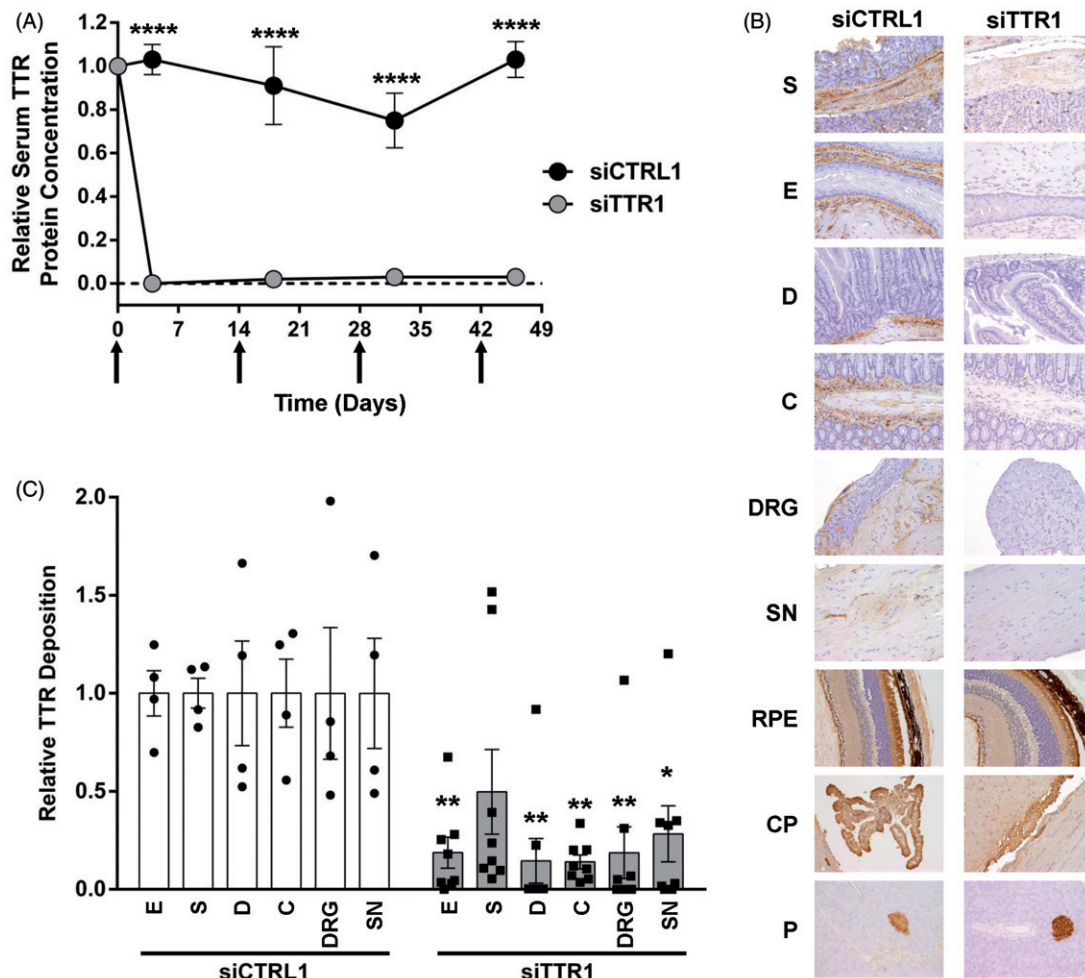 (A)
1.2
1.0
0.8
0.6
0.4
0.2
0.0
Relative Serum TTR
Protein Concentration
**** **** **** ****
siCTRL1
siTTR1
0 7 14 21 28 35 42 49
Time (Days)
(B)
siCTRL1 siTTR1
S
E
D
C
DRG
SN
RPE
CP
P
(C)
2.0
1.5
1.0
0.5
0.0
Relative TTR Deposition
** ** ** ** *
E S D C DRG SN E S D C DRG SN
siCTRL1 siTTR1